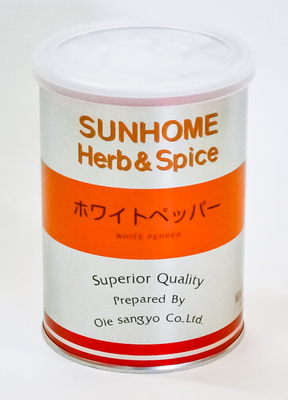 SUNHOME
Herb & Spice
ホワイトペッパー
WHITE PEPPER
Superior Quality
Prepared By
Oie sangyo Co.,Ltd.